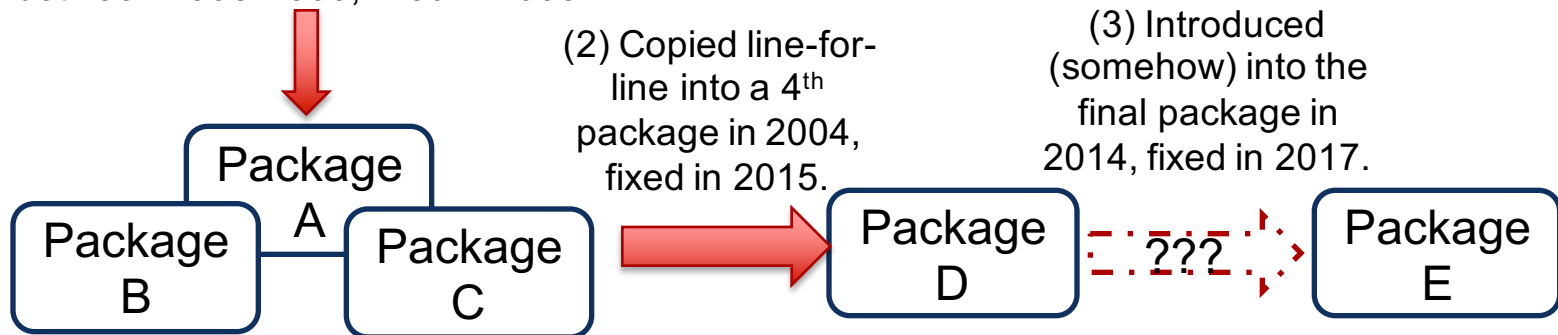 (2) Copied line-for-
line into a 4th
package in 2004,
fixed in 2015.
(3) Introduced
(somehow) into the
final package in
2014, fixed in 2017.
Package
A
Package
B
Package
C
Package
D
???
Package
E